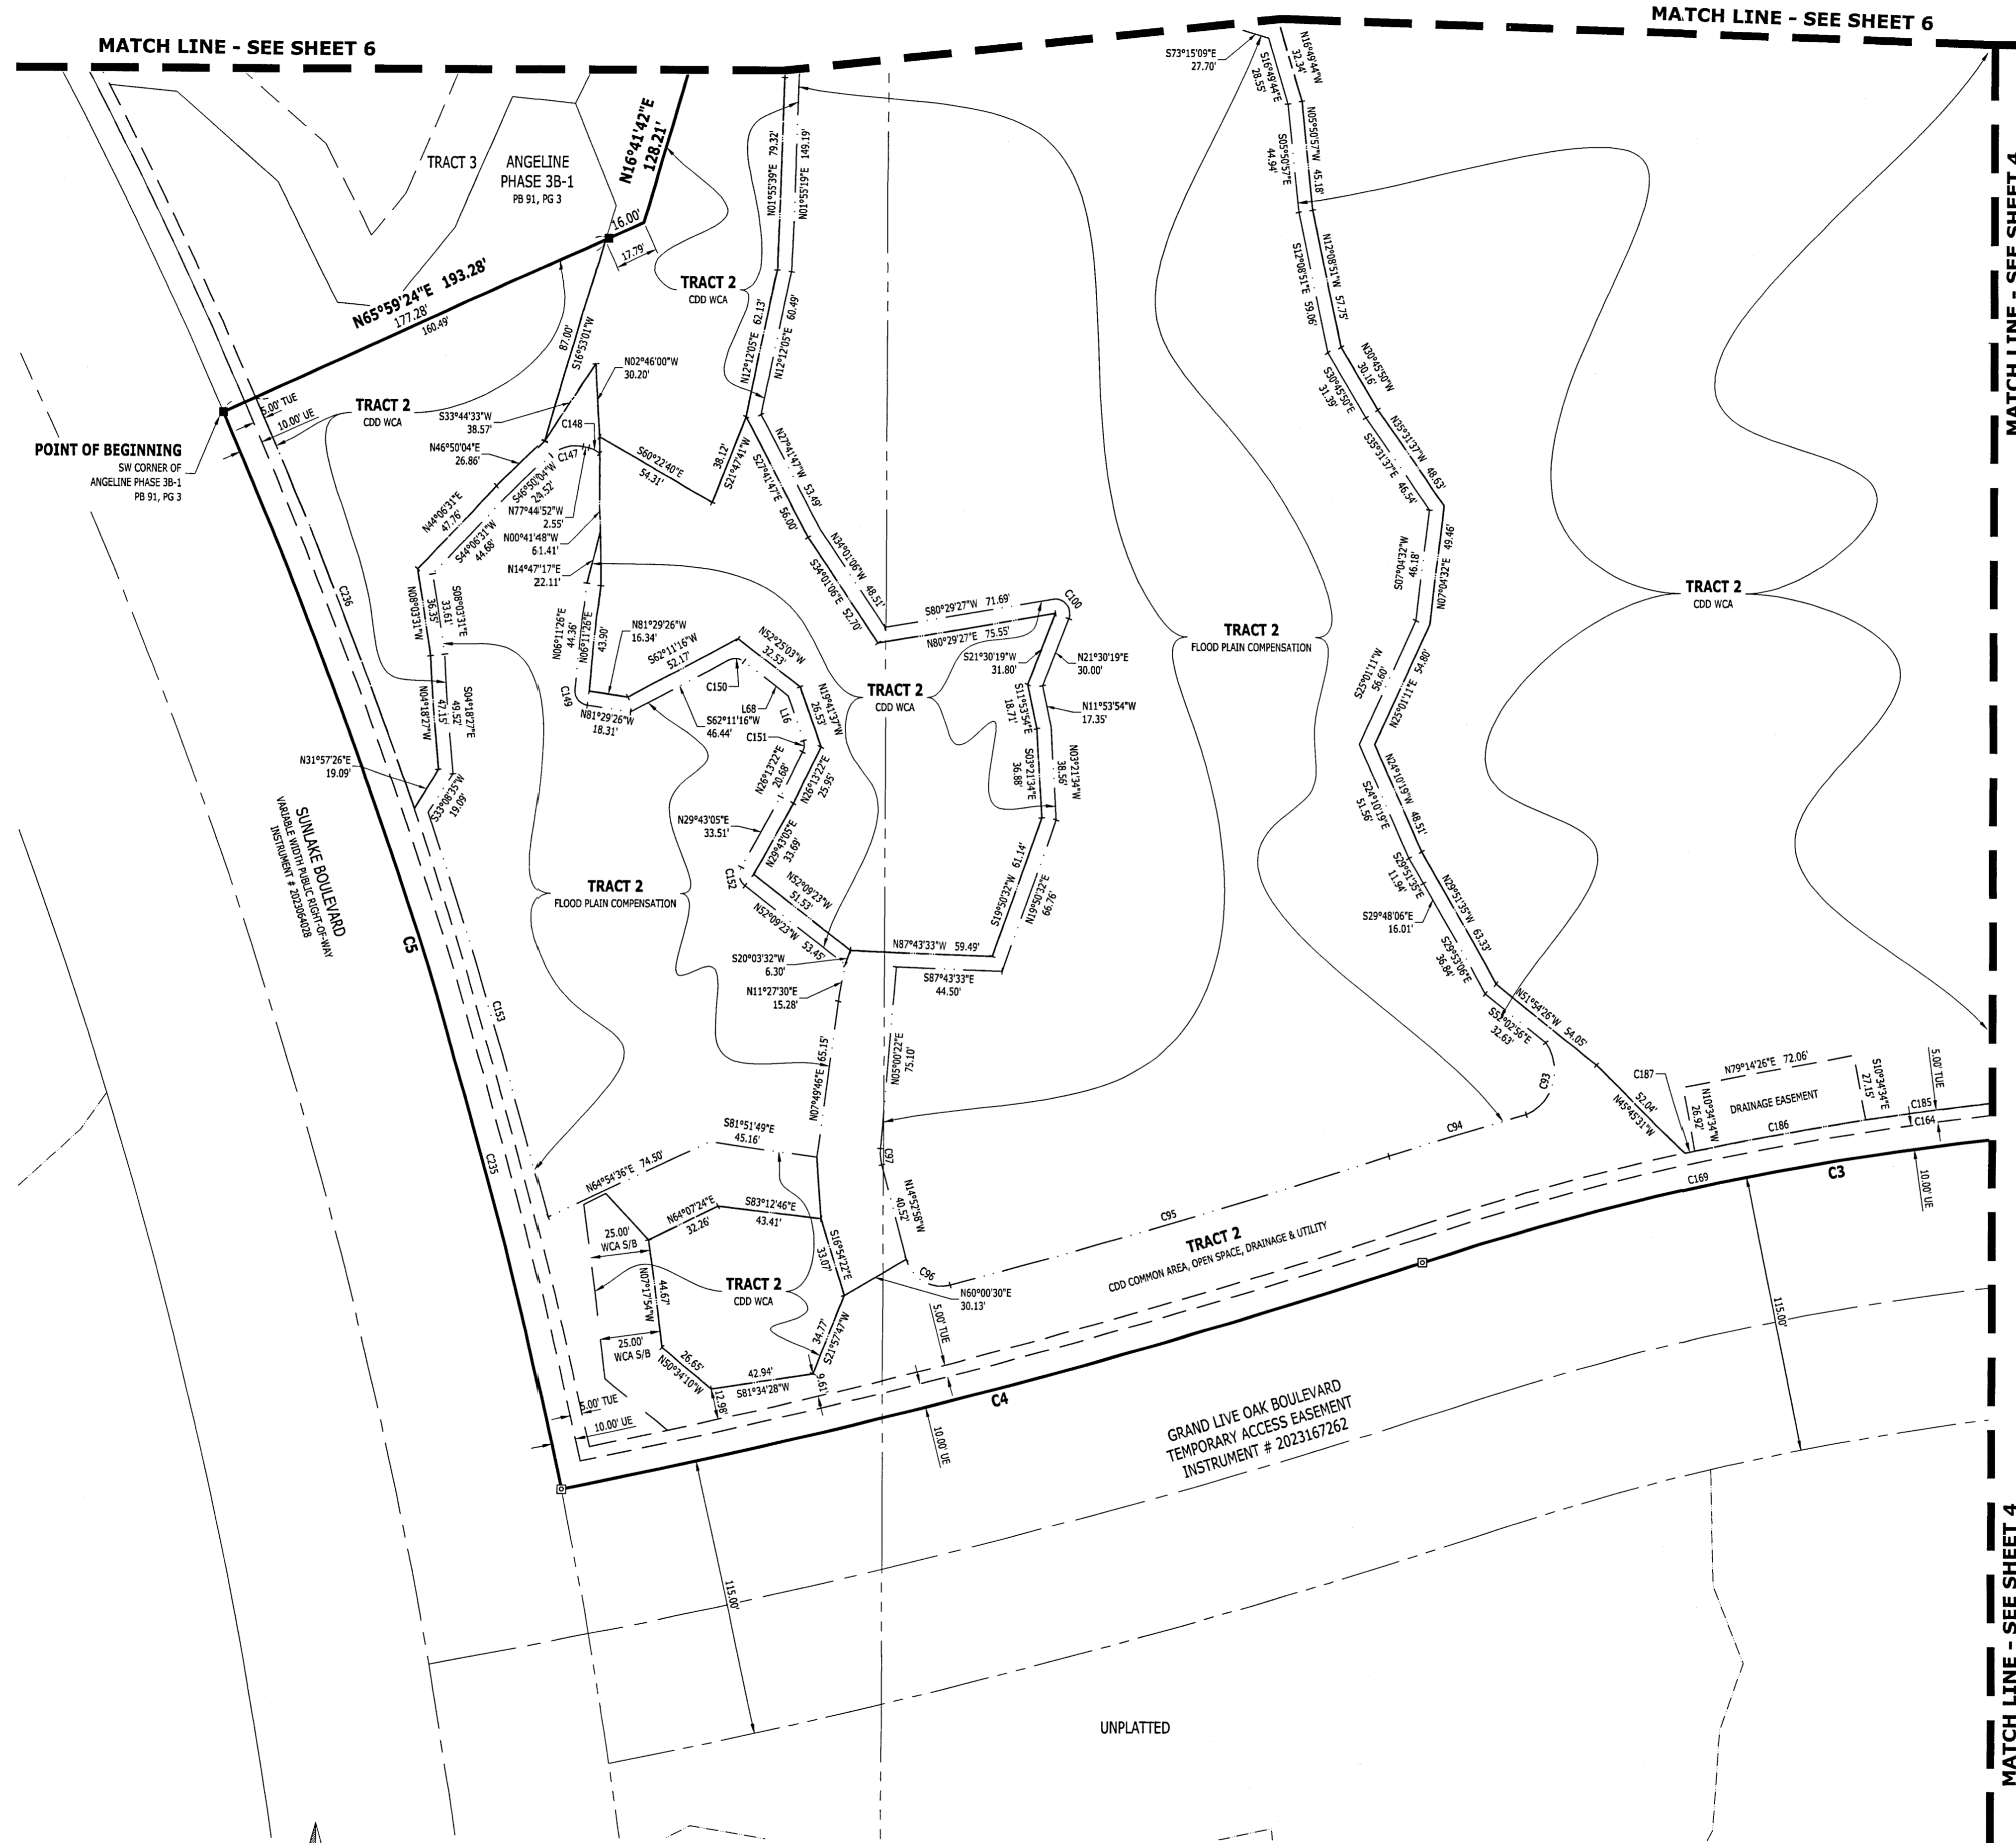 MATCH LINE - SEE SHEET 6
MATCH LINE - SEE SHEET 6
MATCH LINE - SEE SHEET 4
MATCH LINE - SEE SHEET 4
TRACT 3
ANGELINE
PHASE 3B-1
PB 91, PG 3
N16°41'42"E
128.21'
16.00'
17.79'
N65°59'24"E 193.28'
177.28'
160.49'
5.00' TUE
10.00' UE
POINT OF BEGINNING
SW CORNER OF
ANGELINE PHASE 3B-1
PB 91, PG 3
TRACT 2
CDD WCA
TRACT 2
CDD WCA
87.00'
S16°53'01"W
N02°46'00"W
30.20'
S33°44'33"W
38.57'
C148
C147
N46°50'04"E
26.86'
S46°50'04"W
24.52'
N77°44'52"W
2.55'
N44°06'31"E
47.76'
S44°06'31"W
44.68'
N00°41'48"W
61.41'
N14°47'17"E
22.11'
S60°22'40"E
54.31'
38.12'
S21°47'41"W
N01°55'39"E 79.32'
N01°55'19"E 149.19'
N12°12'05"E 62.13'
N12°12'05"E 60.49'
N27°41'47"W 53.49'
S27°41'47"E 56.00'
N34°01'06"W 48.51'
S34°01'06"E 52.70'
S80°29'27"W 71.69'
N80°29'27"E 75.55'
C100
S21°30'19"W
31.80'
N21°30'19"E
30.00'
S11°53'54"E
18.71'
N11°53'54"W
17.35'
S03°21'34"E
36.88'
N03°21'34"W
38.56'
S19°50'32"W 61.14'
N19°50'32"E
66.76'
N87°43'33"W 59.49'
S87°43'33"E
44.50'
N08°03'31"W
36.35'
S08°03'31"E
33.61'
N04°18'27"W
47.15'
S04°18'27"E
49.52'
N31°57'26"E
19.09'
S33°08'35"W
19.09'
N06°11'26"E
44.36'
N06°11'26"E
43.90'
N81°29'26"W
16.34'
C149
N81°29'26"W
18.31'
S62°11'16"W
52.17'
N52°25'03"W
32.53'
C150
L68
L16
S62°11'16"W
46.44'
C151
N19°41'37"W
26.53'
N26°13'22"E
20.68'
N26°13'22"E
25.95'
N29°43'05"E
33.51'
N29°43'05"E
33.69'
C152
N52°09'23"W
51.53'
N52°09'23"W 53.45'
S20°03'32"W
6.30'
N11°27'30"E
15.28'
TRACT 2
CDD WCA
TRACT 2
FLOOD PLAIN COMPENSATION
TRACT 2
FLOOD PLAIN COMPENSATION
TRACT 2
CDD WCA
C236
C5
C153
C235
SUNLAKE BOULEVARD
VARIABLE WIDTH PUBLIC RIGHT-OF-WAY
INSTRUMENT # 2023064028
S73°15'09"E
27.70'
S16°49'44"E
28.55'
N16°49'44"W
32.34'
S05°50'57"E
44.94'
N05°50'57"W 45.18'
S12°08'51"E 59.06'
N12°08'51"W 57.75'
N30°45'50"W
30.16'
S30°45'50"E
31.39'
N35°31'37"W 48.63'
S35°31'37"E 46.54'
S07°04'32"W
46.18'
N07°04'32"E 49.46'
S25°01'11"W
56.60'
N25°01'11"E 54.80'
S24°10'19"E
51.56'
N24°10'19"W 48.51'
S29°51'35"E
11.94'
S29°48'06"E
16.01'
N29°51'35"W 63.33'
S29°53'06"E
36.84'
N51°54'26"W 54.05'
S52°02'56"E
32.63'
52.04'
N45°45'31"W
C93
C94
C95
C187
N79°14'26"E 72.06'
N10°34'34"W
26.92'
S10°34'34"E
27.15'
DRAINAGE EASEMENT
5.00' TUE
C185
C164
C186
C169
C3
10.00' UE
N07°49'46"E 65.15'
N05°00'22"E
75.10'
S81°51'49"E
45.16'
N64°54'36"E 74.50'
N64°07'24"E
32.26'
S83°12'46"E
43.41'
C97
N14°52'58"W
40.52'
S16°54'22"E
33.07'
C96
N60°00'30"E
30.13'
25.00'
WCA S/B
44.67'
N07°17'54"W
TRACT 2
CDD WCA
25.00'
WCA S/B
26.65'
N50°34'10"W
42.94'
S81°34'28"W
34.77'
S21°57'47"W
9.61'
12.98'
5.00' TUE
10.00' UE
5.00' TUE
10.00' UE
C4
TRACT 2
CDD COMMON AREA, OPEN SPACE, DRAINAGE & UTILITY
115.00'
115.00'
GRAND LIVE OAK BOULEVARD
TEMPORARY ACCESS EASEMENT
INSTRUMENT # 2023167262
UNPLATTED